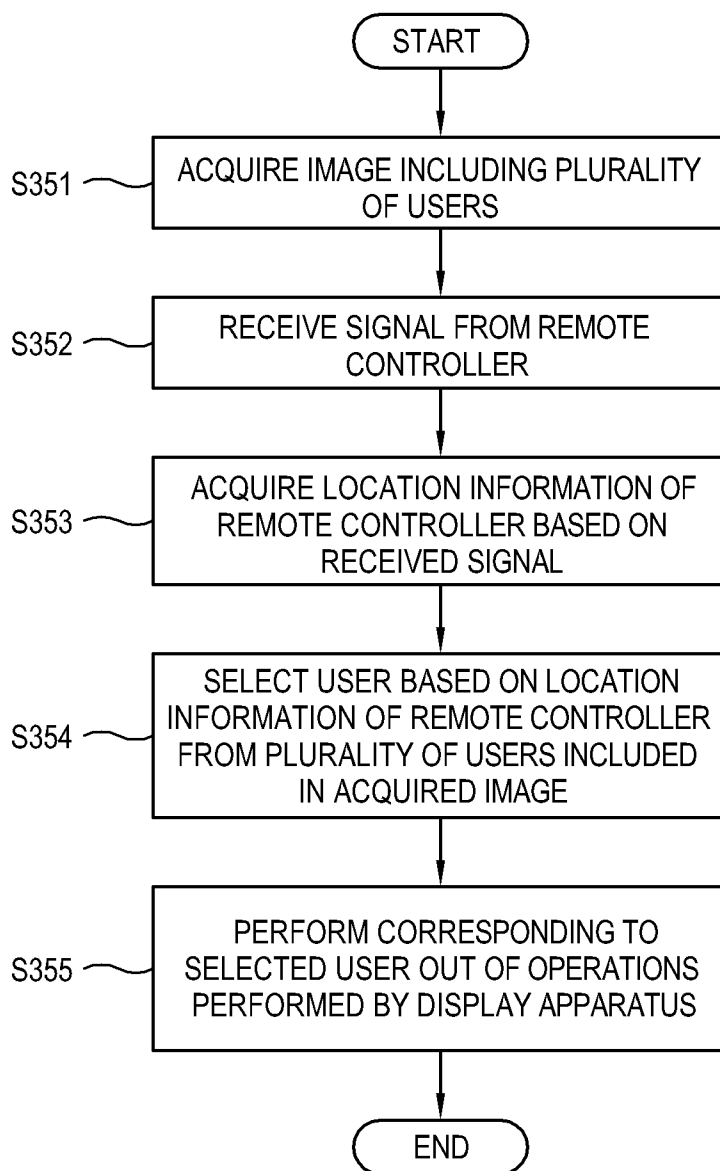 START
S351
ACQUIRE IMAGE INCLUDING PLURALITY
OF USERS
S352
RECEIVE SIGNAL FROM REMOTE
CONTROLLER
S353
ACQUIRE LOCATION INFORMATION OF
REMOTE CONTROLLER BASED ON
RECEIVED SIGNAL
S354
SELECT USER BASED ON LOCATION
INFORMATION OF REMOTE CONTROLLER
FROM PLURALITY OF USERS INCLUDED
IN ACQUIRED IMAGE
S355
PERFORM CORRESPONDING TO
SELECTED USER OUT OF OPERATIONS
PERFORMED BY DISPLAY APPARATUS
END